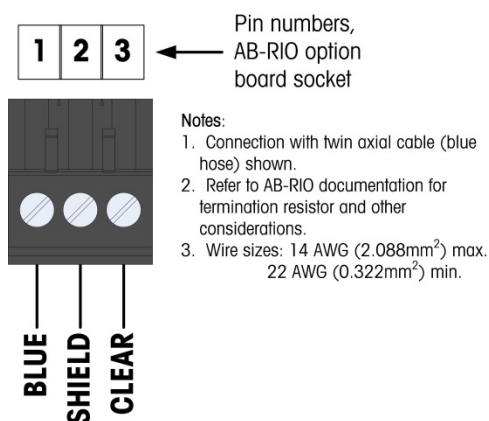 1 2 3
Pin numbers,
AB-RIO option
board socket
Notes:
1. Connection with twin axial cable (blue
hose) shown.
2. Refer to AB-RIO documentation for
termination resistor and other
considerations.
3. Wire sizes: 14 AWG (2.088mm²) max.
22 AWG (0.322mm²) min.
BLUE
SHIELD
CLEAR